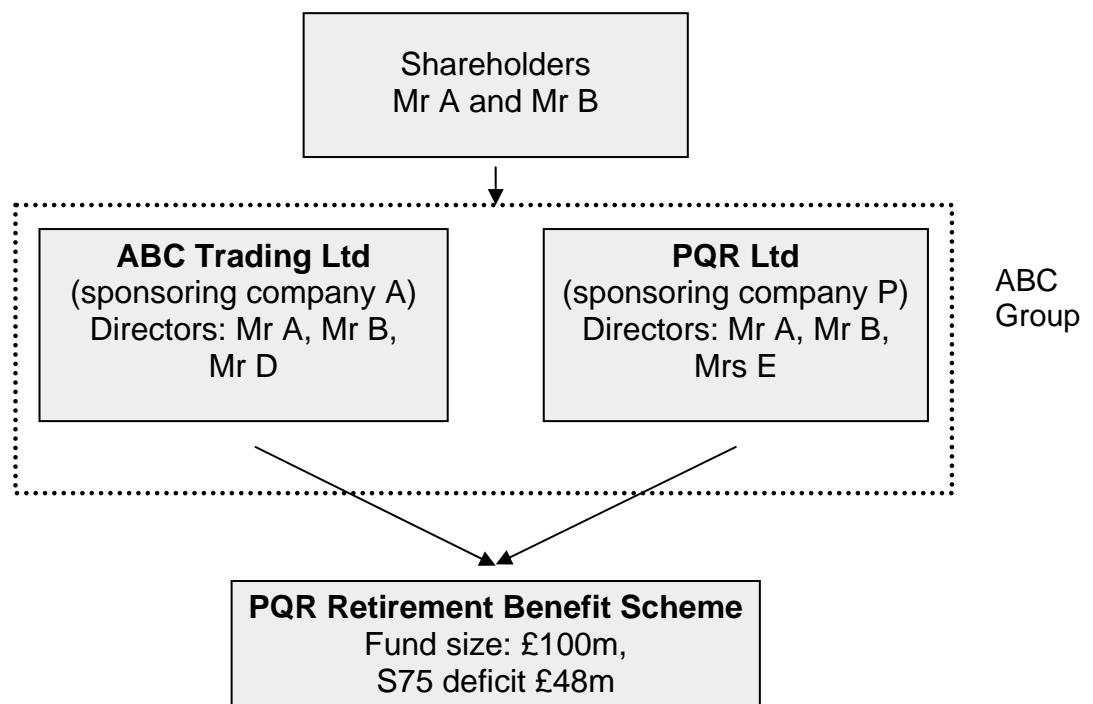 Shareholders
Mr A and Mr B
ABC Trading Ltd
(sponsoring company A)
Directors: Mr A, Mr B,
Mr D
PQR Ltd
(sponsoring company P)
Directors: Mr A, Mr B,
Mrs E
ABC
Group
PQR Retirement Benefit Scheme
Fund size: £100m,
S75 deficit £48m